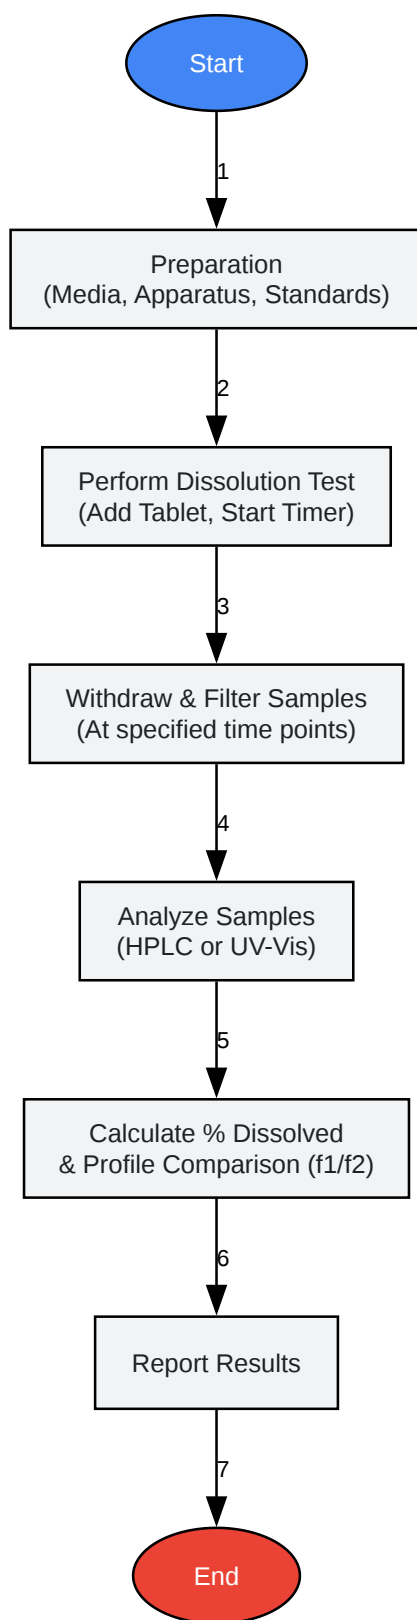 Start
1
Preparation
(Media, Apparatus, Standards)
2
Perform Dissolution Test
(Add Tablet, Start Timer)
3
Withdraw & Filter Samples
(At specified time points)
4
Analyze Samples
(HPLC or UV-Vis)
5
Calculate % Dissolved
& Profile Comparison (f1/f2)
6
Report Results
7
End